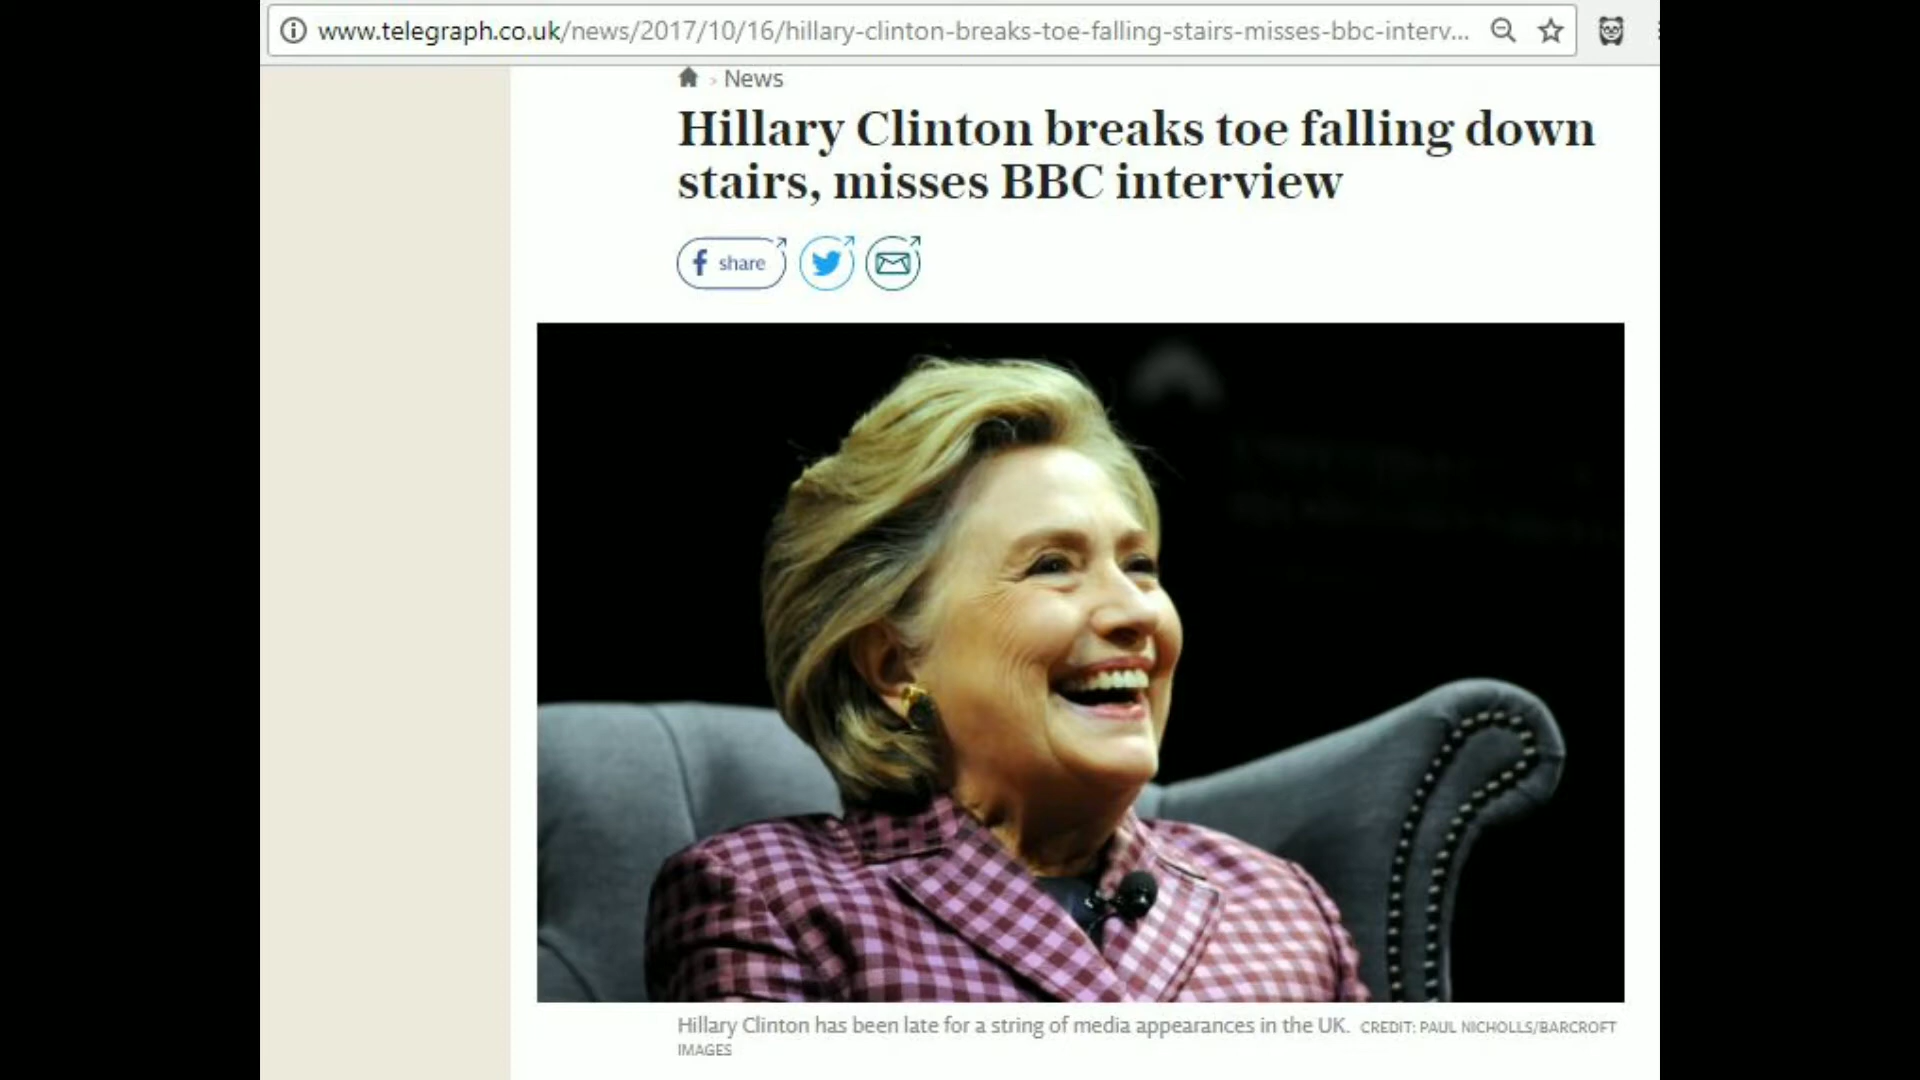 www.telegraph.co.uk/news/2017/10/16/hillary-clinton-breaks-toe-falling-stairs-misses-bbc-interv...
> News
Hillary Clinton breaks toe falling down
stairs, misses BBC interview
f share
Hillary Clinton has been late for a string of media appearances in the UK. CREDIT: PAUL NICHOLLS/BARCROFT
IMAGES